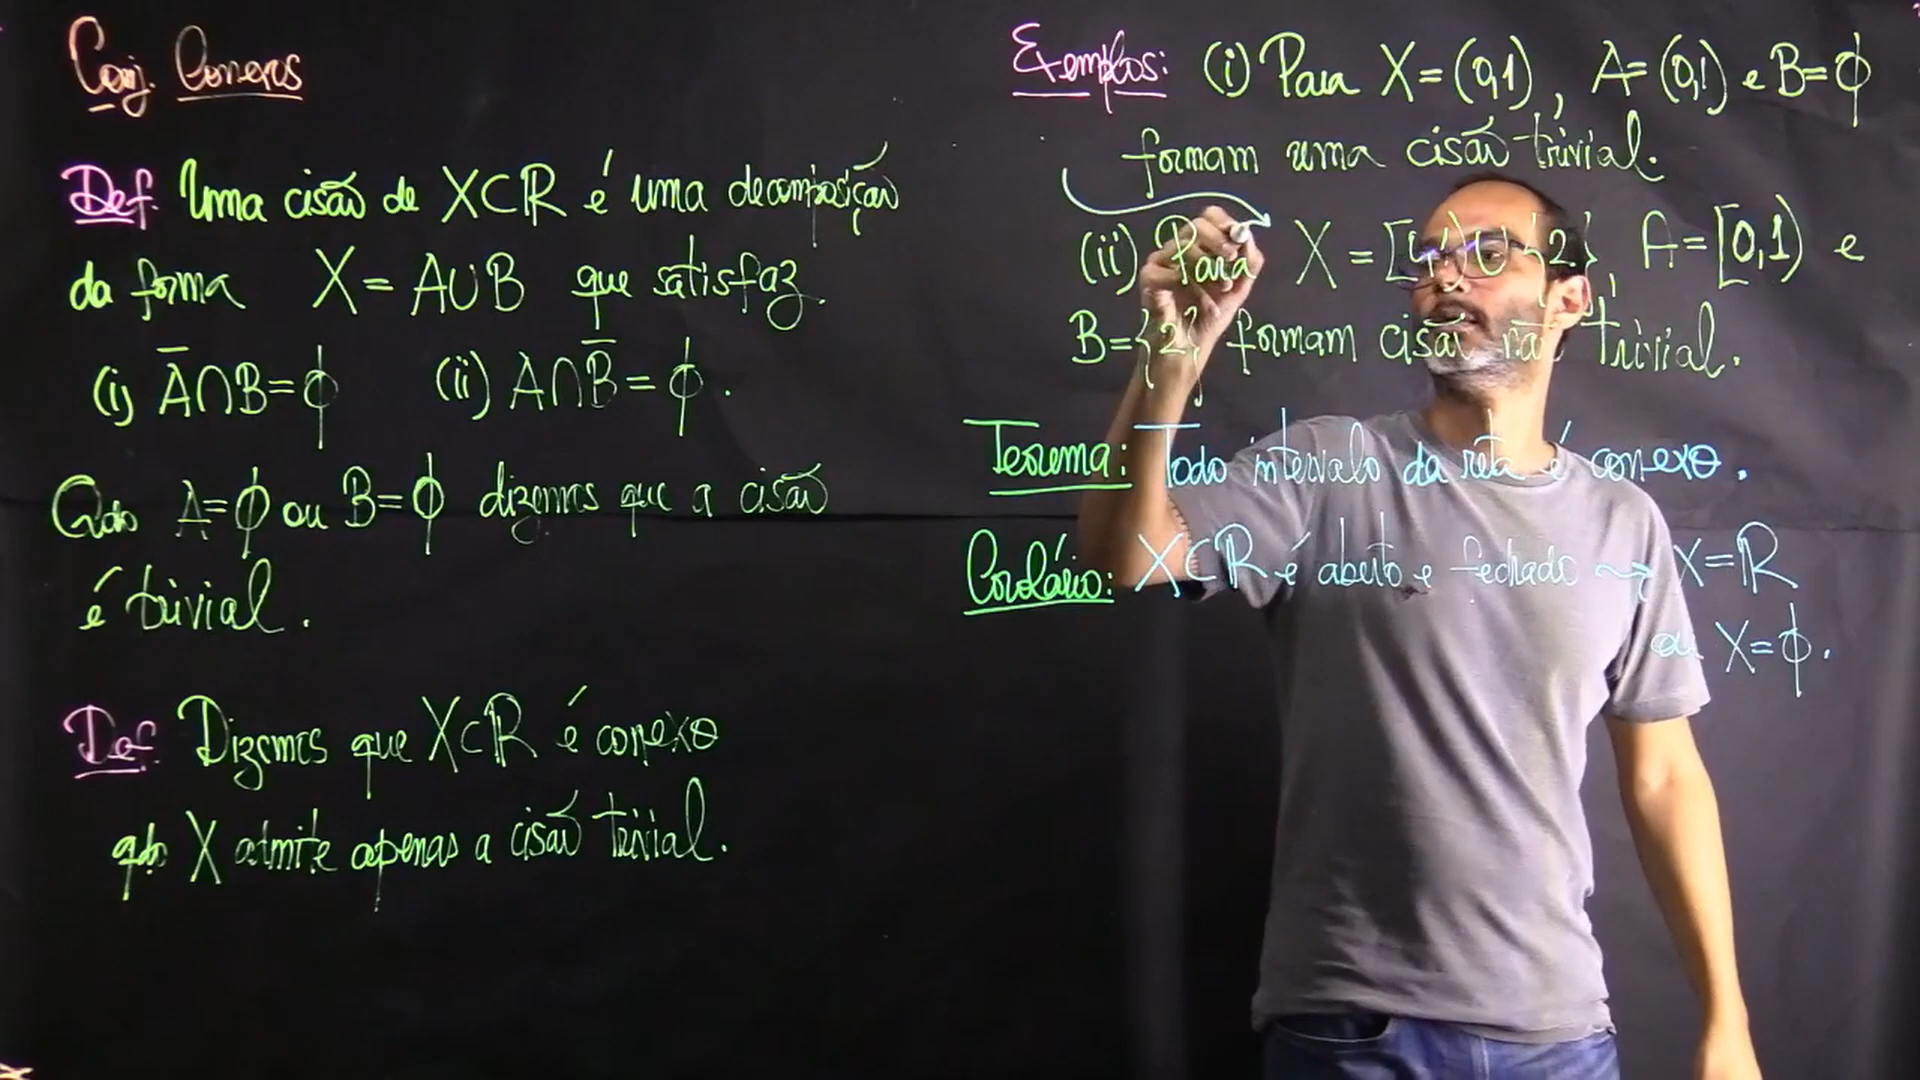 Conj. Conexos
Def. Uma cisão de X⊂ℝ é uma decomposição
da forma X = A∪B que satisfaz.
(i) A̅∩B=ϕ (ii) A∩B̅=ϕ.
Qdo A=ϕ ou B=ϕ dizemos que a cisão
é trivial.
Def. Dizemos que X⊂ℝ é conexo
qdo X admite apenas a cisão trivial.
Exemplos: (i) Para X=(0,1), A=(0,1) e B=ϕ
formam uma cisão trivial.
(ii) Para X=[0,1)∪{2}, A=[0,1) e
B={2} formam cisão não trivial.
Teorema: Todo intervalo da reta é conexo.
Corolário: X⊂ℝ é aberto e fechado ⇝ X=ℝ
ou X=ϕ.